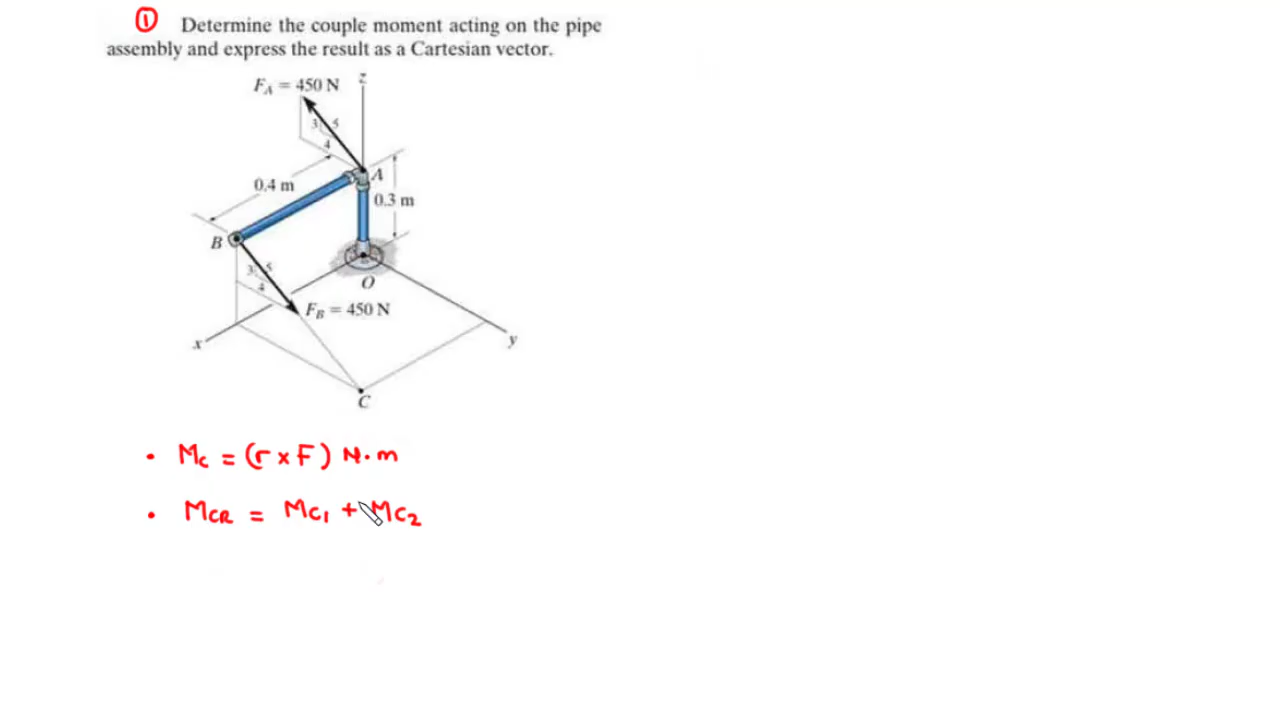 ① Determine the couple moment acting on the pipe
assembly and express the result as a Cartesian vector.
z
F_A = 450 N
3 5
4
A
0.4 m
0.3 m
B
3 5
4
O
F_B = 450 N
x
y
C
• M_C = (r × F) N·m
• M_CR = M_C1 + M_C2